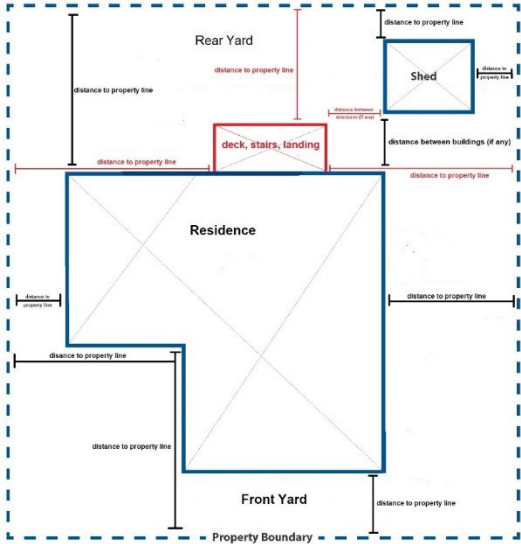 Rear Yard
distance to property line
distance to property line
distance to property line
Shed
distance to
property line
distance between
structures (if any)
distance between buildings (if any)
deck, stairs, landing
distance to property line
distance to property line
Residence
distance to
property line
distance to property line
disance to property line
distance to property line
Front Yard
distance to property line
Property Boundary